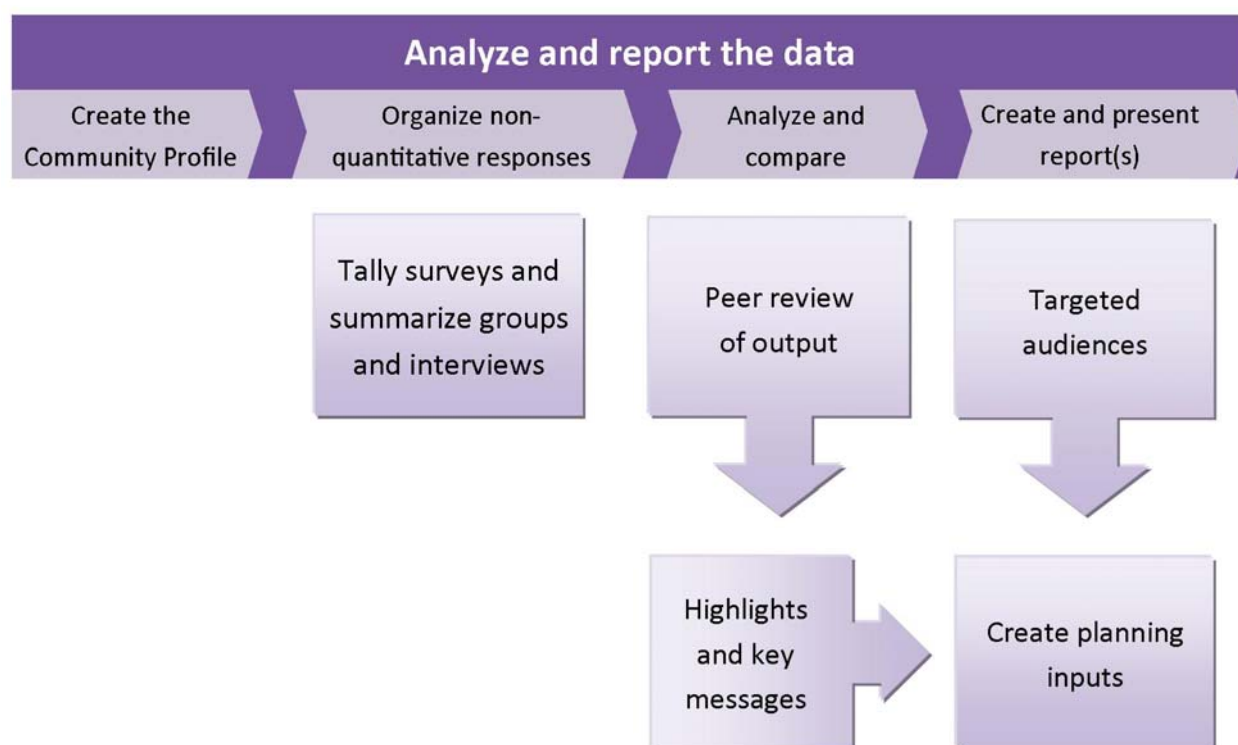 Analyze and report the data
Create the
Community Profile
Organize non-
quantitative responses
Analyze and
compare
Create and present
report(s)
Tally surveys and
summarize groups
and interviews
Peer review
of output
Targeted
audiences
Highlights
and key
messages
Create planning
inputs